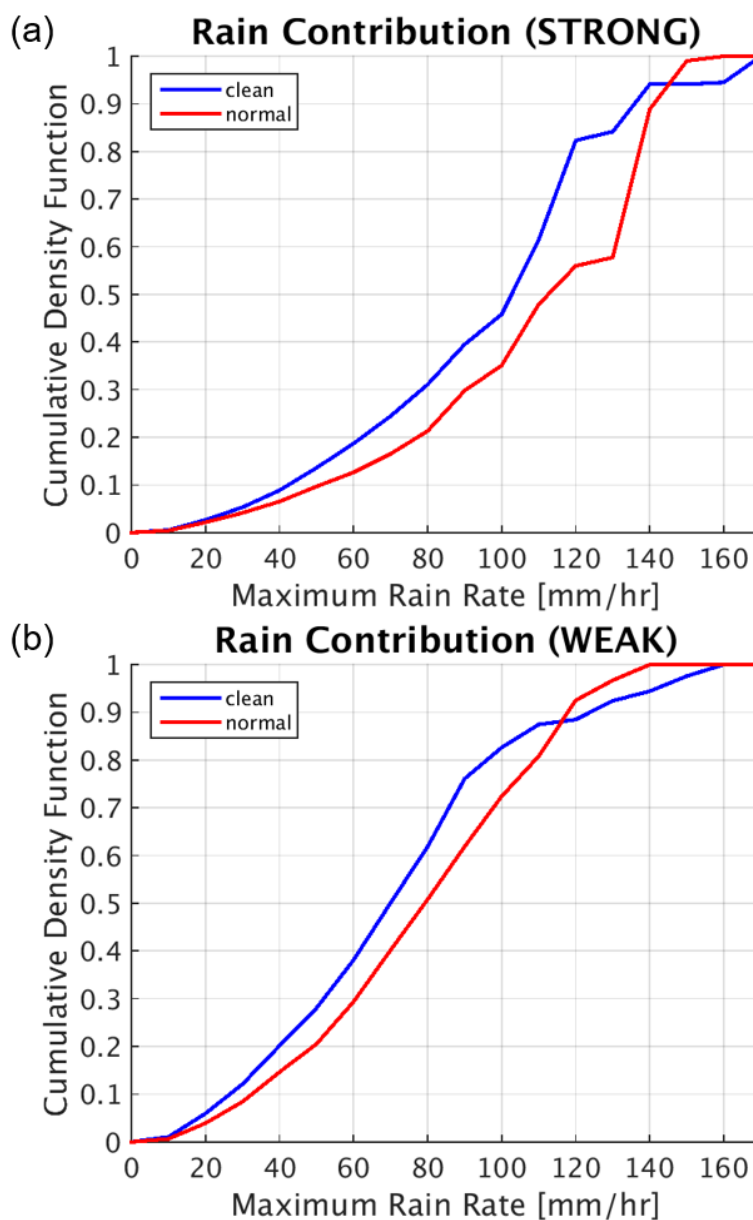 (a)
Rain Contribution (STRONG)
clean
normal
Cumulative Density Function
1
0.9
0.8
0.7
0.6
0.5
0.4
0.3
0.2
0.1
0
0 20 40 60 80 100 120 140 160
Maximum Rain Rate [mm/hr]
(b)
Rain Contribution (WEAK)
clean
normal
Cumulative Density Function
1
0.9
0.8
0.7
0.6
0.5
0.4
0.3
0.2
0.1
0
0 20 40 60 80 100 120 140 160
Maximum Rain Rate [mm/hr]